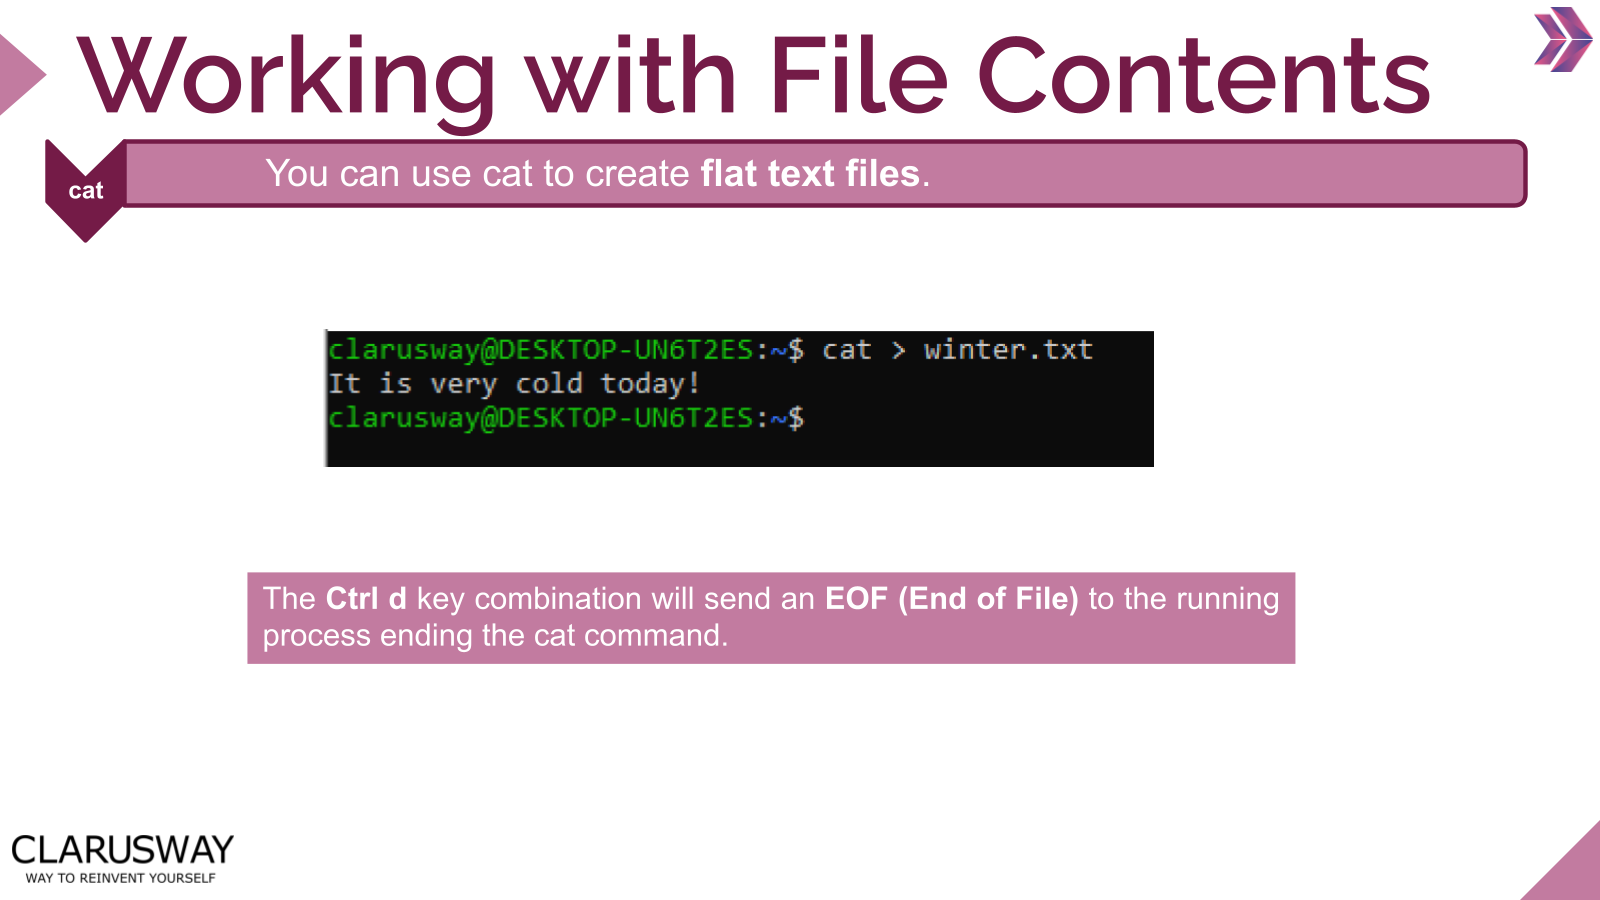 Working with File Contents
cat
You can use cat to create flat text files.
clarusway@DESKTOP-UN6T2ES:~$ cat > winter.txt
It is very cold today!
clarusway@DESKTOP-UN6T2ES:~$
The Ctrl d key combination will send an EOF (End of File) to the running
process ending the cat command.
CLARUSWAY
WAY TO REINVENT YOURSELF